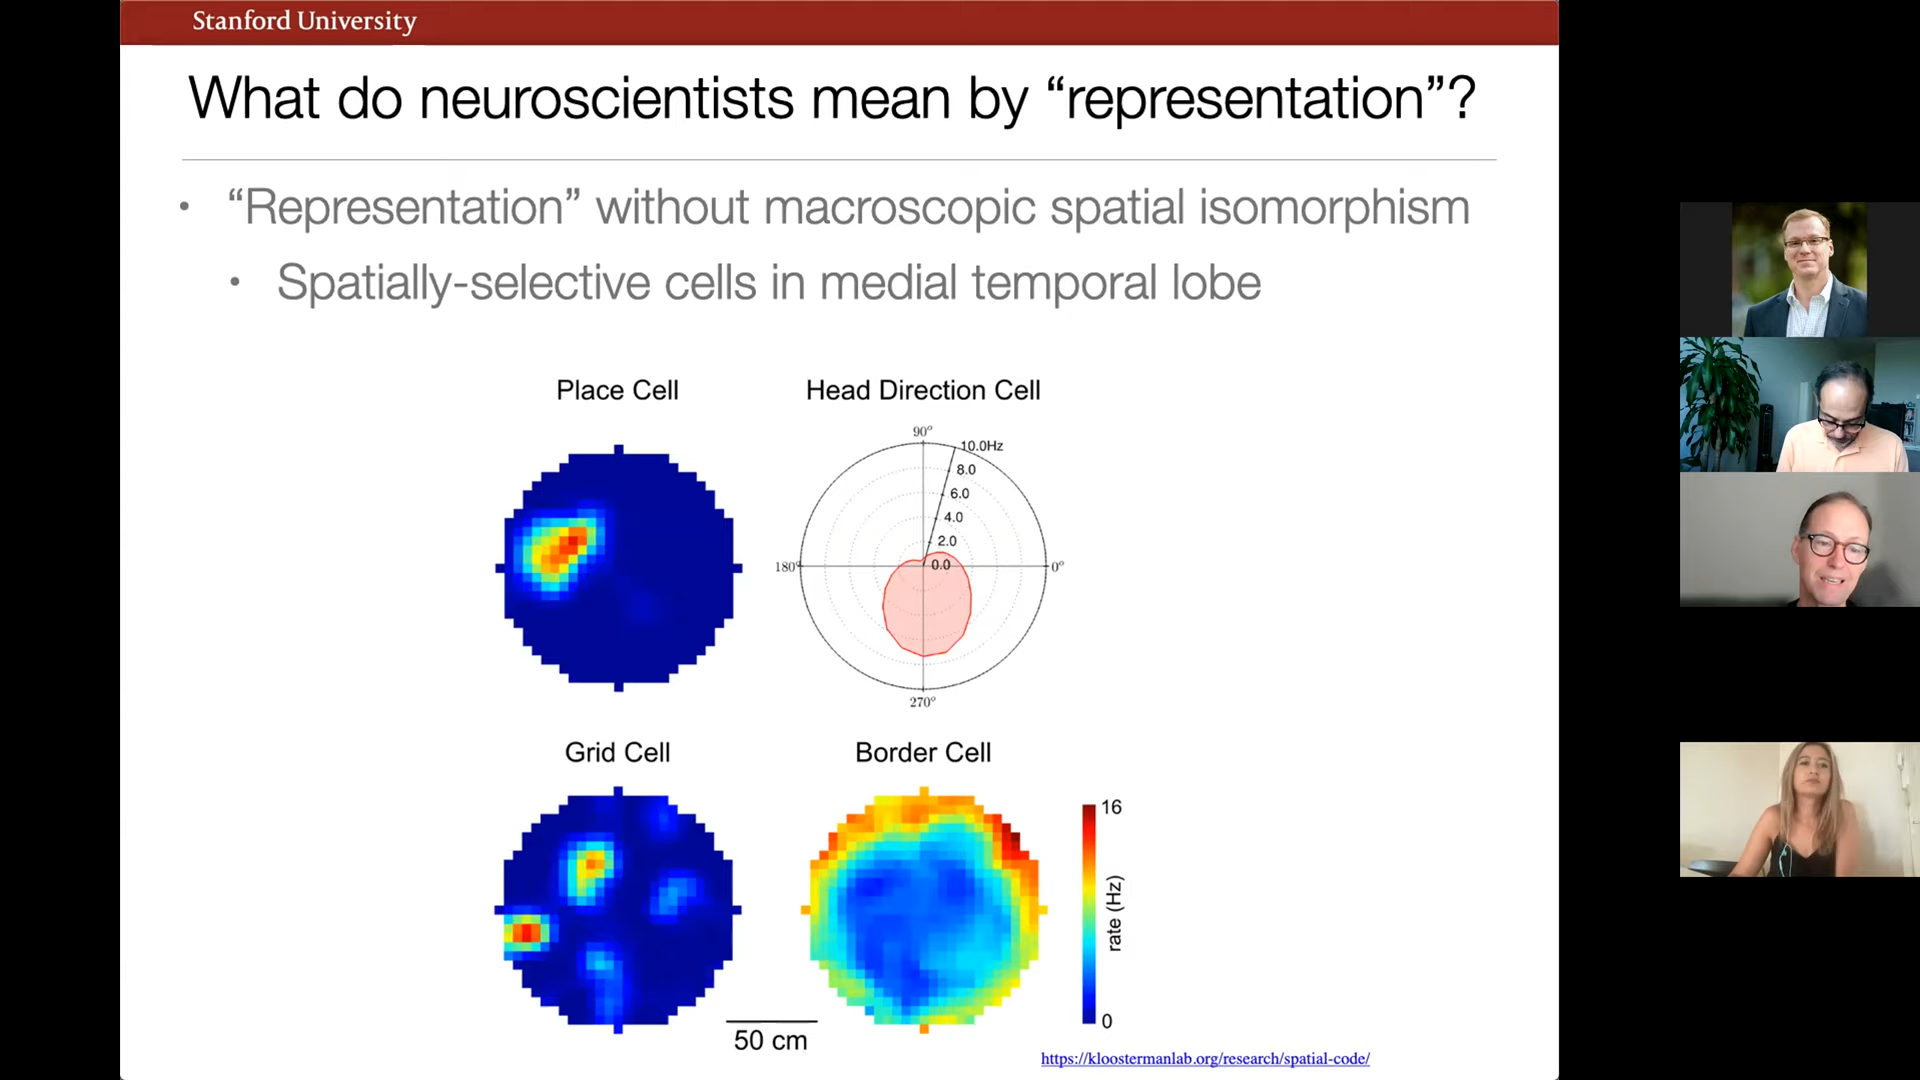 Stanford University
What do neuroscientists mean by “representation”?
• “Representation” without macroscopic spatial isomorphism
• Spatially-selective cells in medial temporal lobe
Place Cell
Head Direction Cell
90°
10.0Hz
8.0
6.0
4.0
2.0
0.0
180°
0°
270°
Grid Cell
Border Cell
16
rate (Hz)
0
50 cm
https://kloostermanlab.org/research/spatial-code/